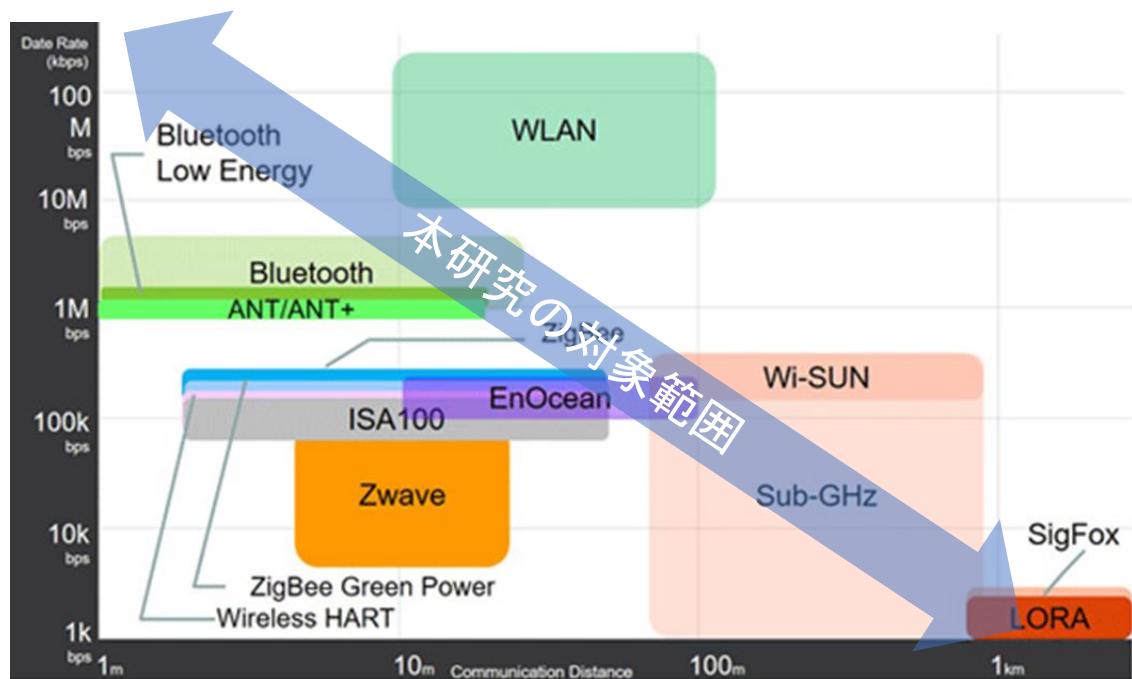 Date Rate
(kbps)
100
M
bps
10M
bps
1M
bps
100k
bps
10k
bps
1k
bps
Bluetooth
Low Energy
WLAN
Bluetooth
ANT/ANT+
ZigBee
EnOcean
ISA100
Zwave
Wi-SUN
Sub-GHz
SigFox
LORA
ZigBee Green Power
Wireless HART
本研究の対象範囲
1m
10m
Communication Distance
100m
1km